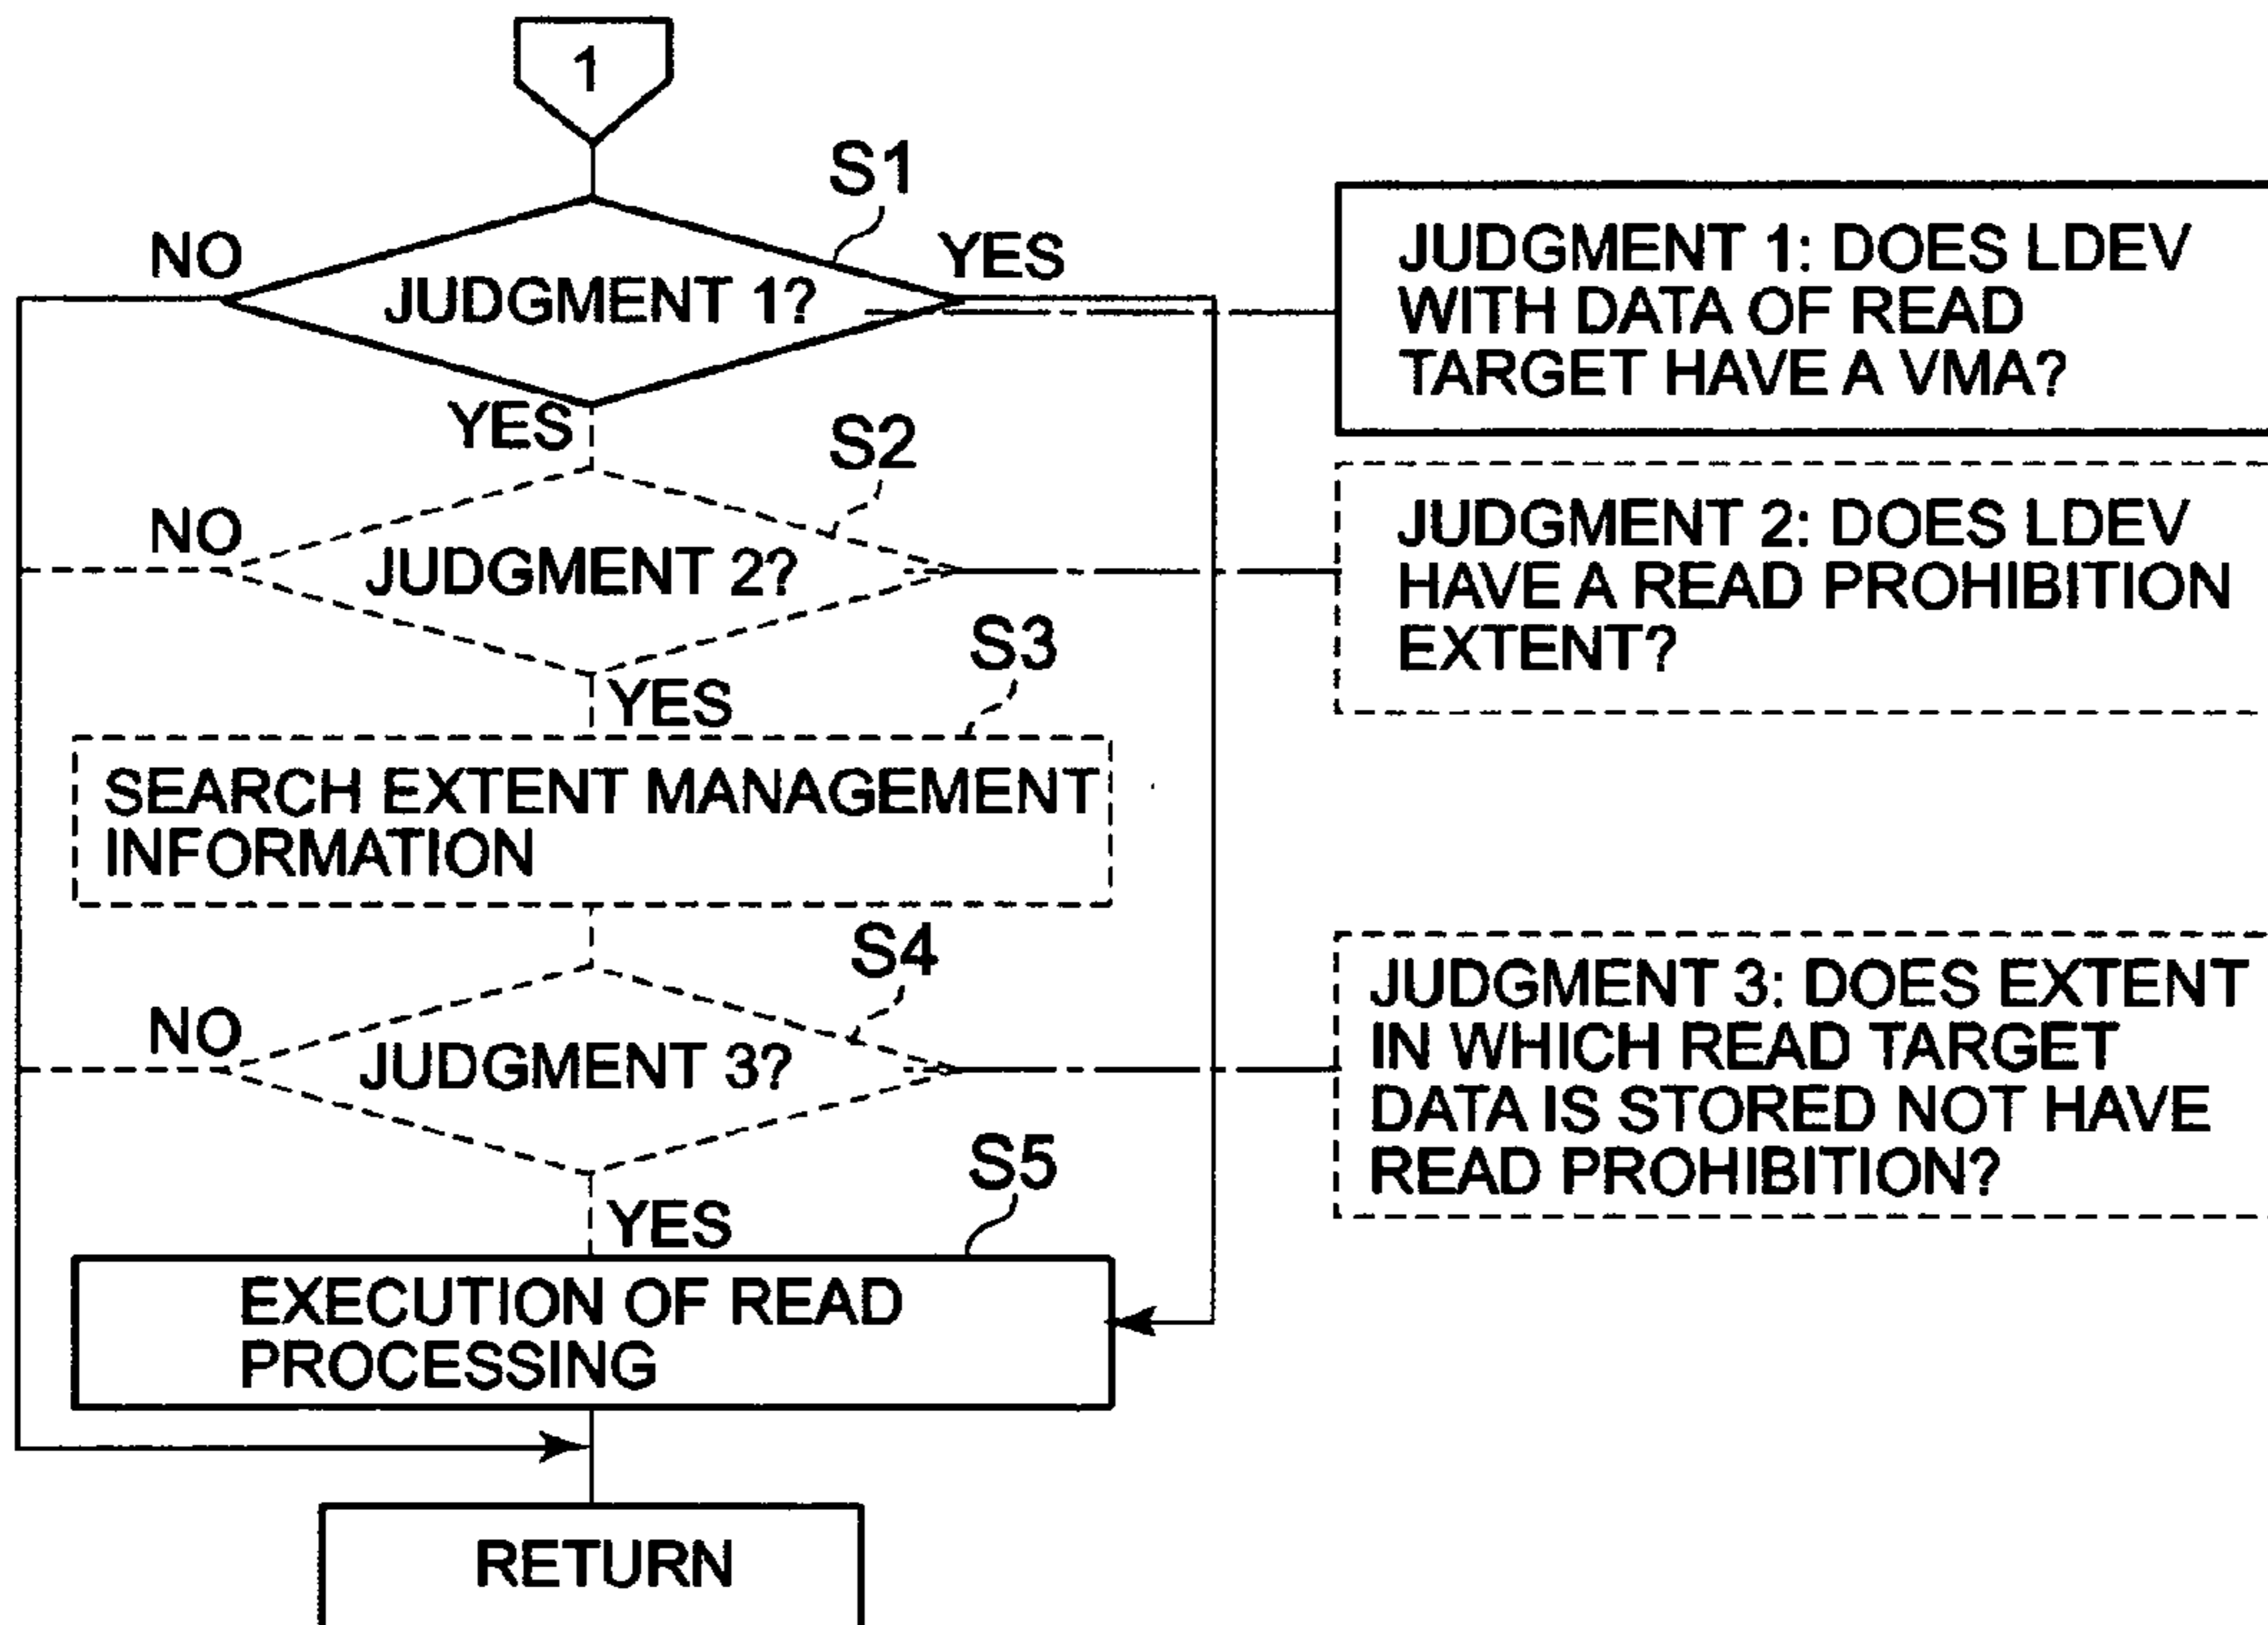 1
S1
NO
YES
JUDGMENT 1?
YES
JUDGMENT 1: DOES LDEV
WITH DATA OF READ
TARGET HAVE A VMA?
S2
NO
JUDGMENT 2?
YES
JUDGMENT 2: DOES LDEV
HAVE A READ PROHIBITION
EXTENT?
S3
SEARCH EXTENT MANAGEMENT
INFORMATION
S4
NO
JUDGMENT 3?
YES
JUDGMENT 3: DOES EXTENT
IN WHICH READ TARGET
DATA IS STORED NOT HAVE
READ PROHIBITION?
S5
EXECUTION OF READ
PROCESSING
RETURN